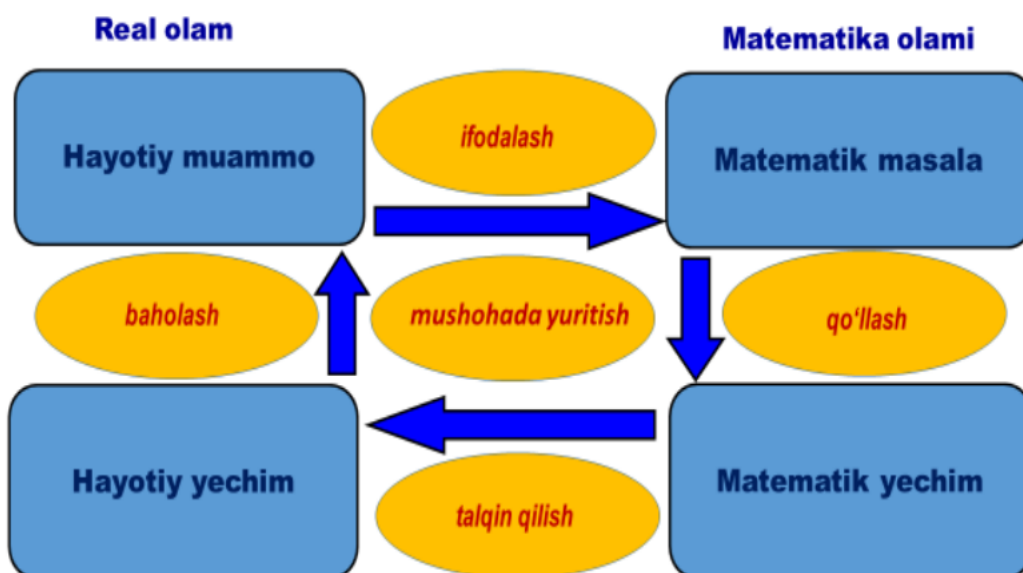 Real olam
Matematika olami
Hayotiy muammo
ifodalash
Matematik masala
baholash
mushohada yuritish
qo‘llash
Hayotiy yechim
talqin qilish
Matematik yechim